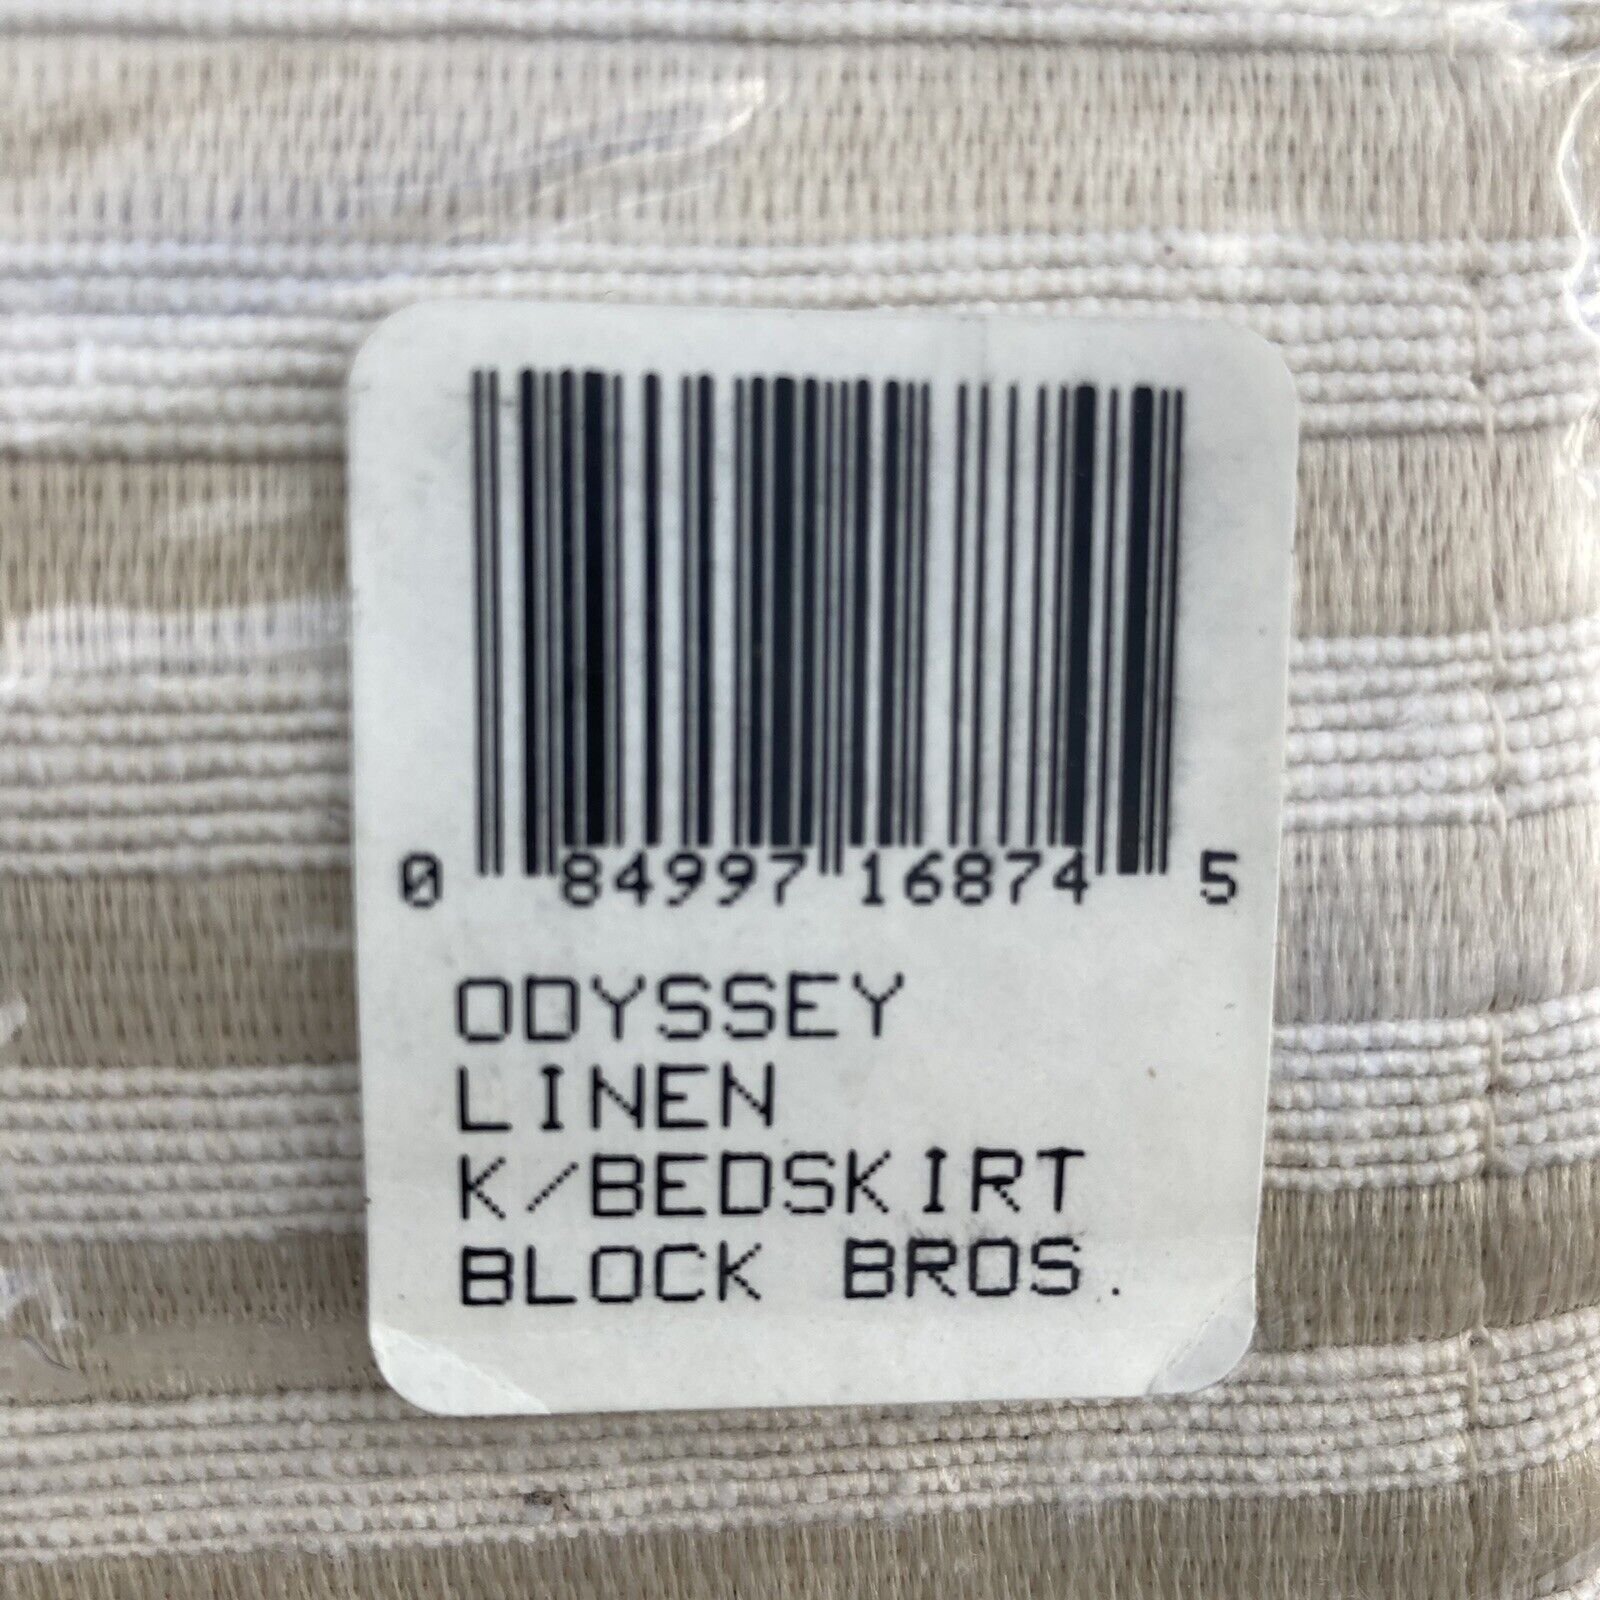 0 84997 16874 5
ODYSSEY
LINEN
K/BEDSKIRT
BLOCK BROS.